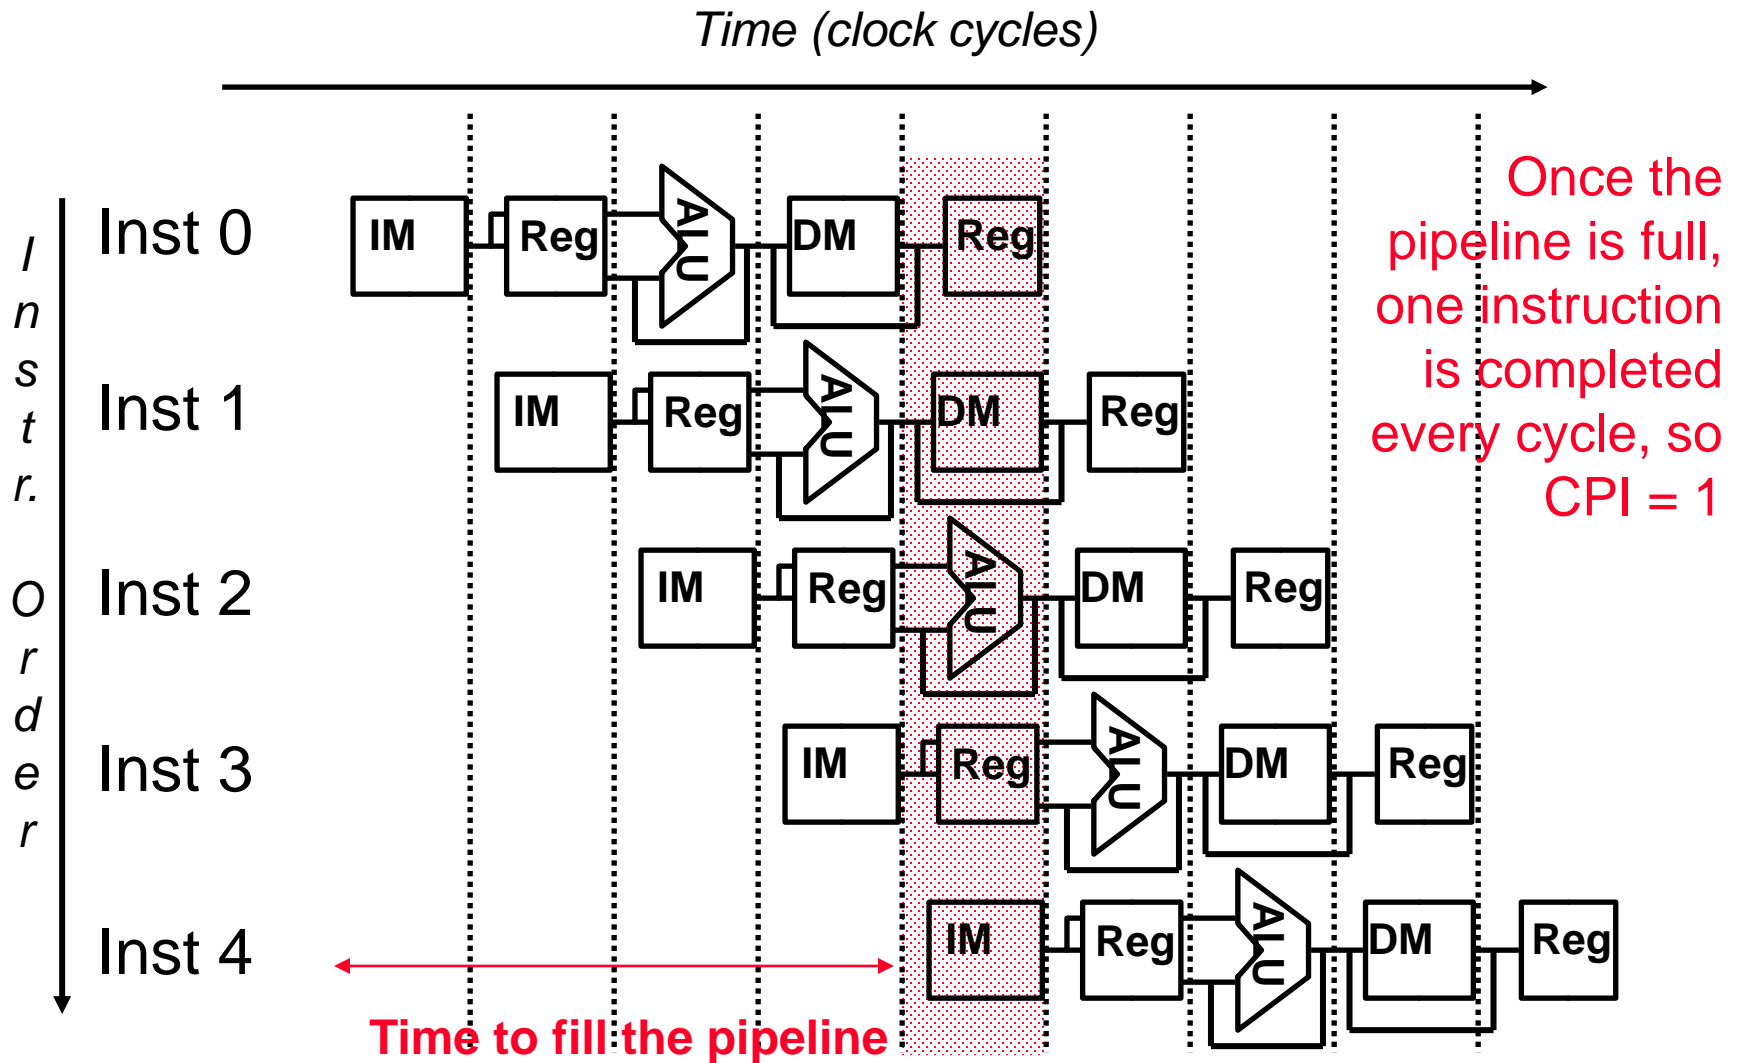 Time (clock cycles)
Instr. Order
Inst 0
IM
Reg
ALU
DM
Reg
Inst 1
IM
Reg
ALU
DM
Reg
Inst 2
IM
Reg
ALU
DM
Reg
Inst 3
IM
Reg
ALU
DM
Reg
Inst 4
IM
Reg
ALU
DM
Reg
Once the
pipeline is full,
one instruction
is completed
every cycle, so
CPI = 1
Time to fill the pipeline